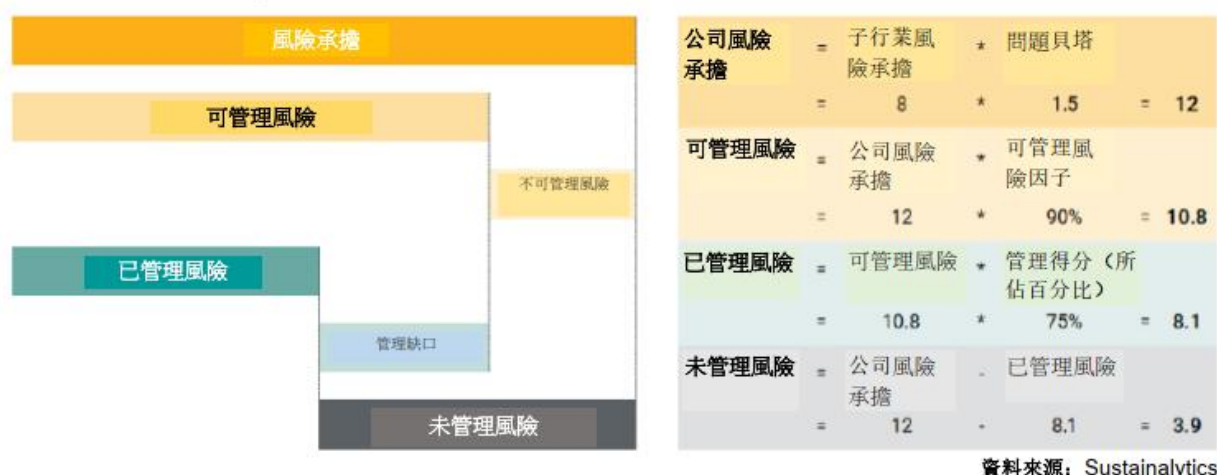 風險承擔
可管理風險
不可管理風險
已管理風險
管理缺口
未管理風險
公司風險承擔 = 子行業風險承擔 * 問題貝塔
= 8 * 1.5 = 12
可管理風險 = 公司風險承擔 * 可管理風險因子
= 12 * 90% = 10.8
已管理風險 = 可管理風險 * 管理得分（所佔百分比）
= 10.8 * 75% = 8.1
未管理風險 = 公司風險承擔 - 已管理風險
= 12 - 8.1 = 3.9
資料來源：Sustainalytics